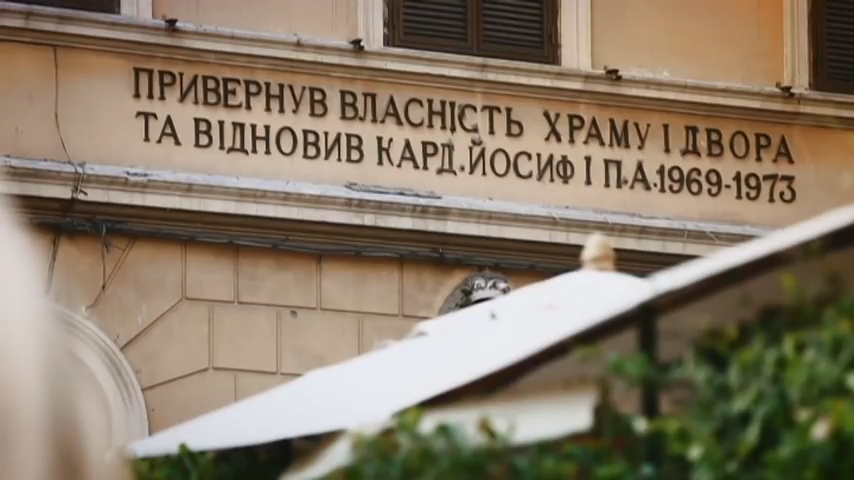 ПРИВЕРНУВ ВЛАСНІСТЬ ХРАМУ І ДВОРА
ТА ВІДНОВИВ КАРД.ЙОСИФ І П.А.1969-1973